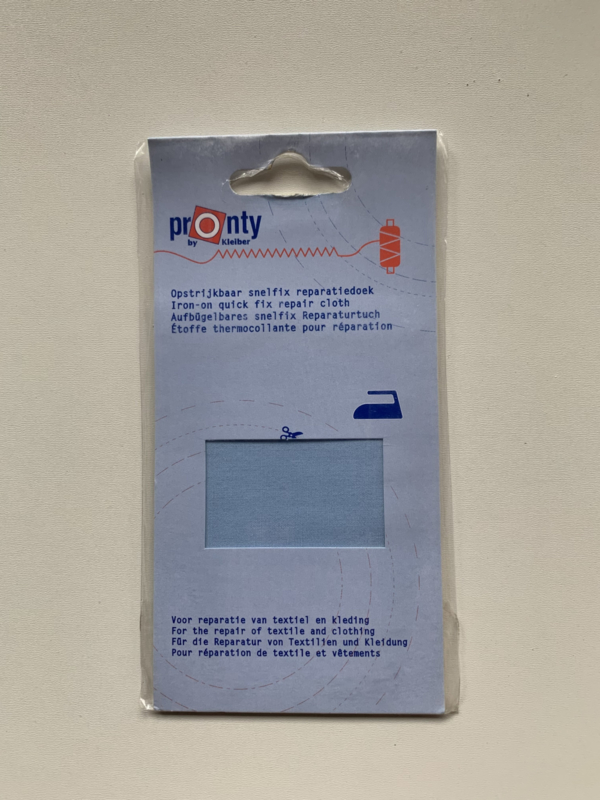 pronty
by Kleiber
Opstrijkbaar snelfix reparatiedoek
Iron-on quick fix repair cloth
Aufbügelbares snelfix Reparaturtuch
Étoffe thermocollante pour réparation
Voor reparatie van textiel en kleding
For the repair of textile and clothing
Für die Reparatur von Textilien und Kleidung
Pour réparation de textile et vêtements